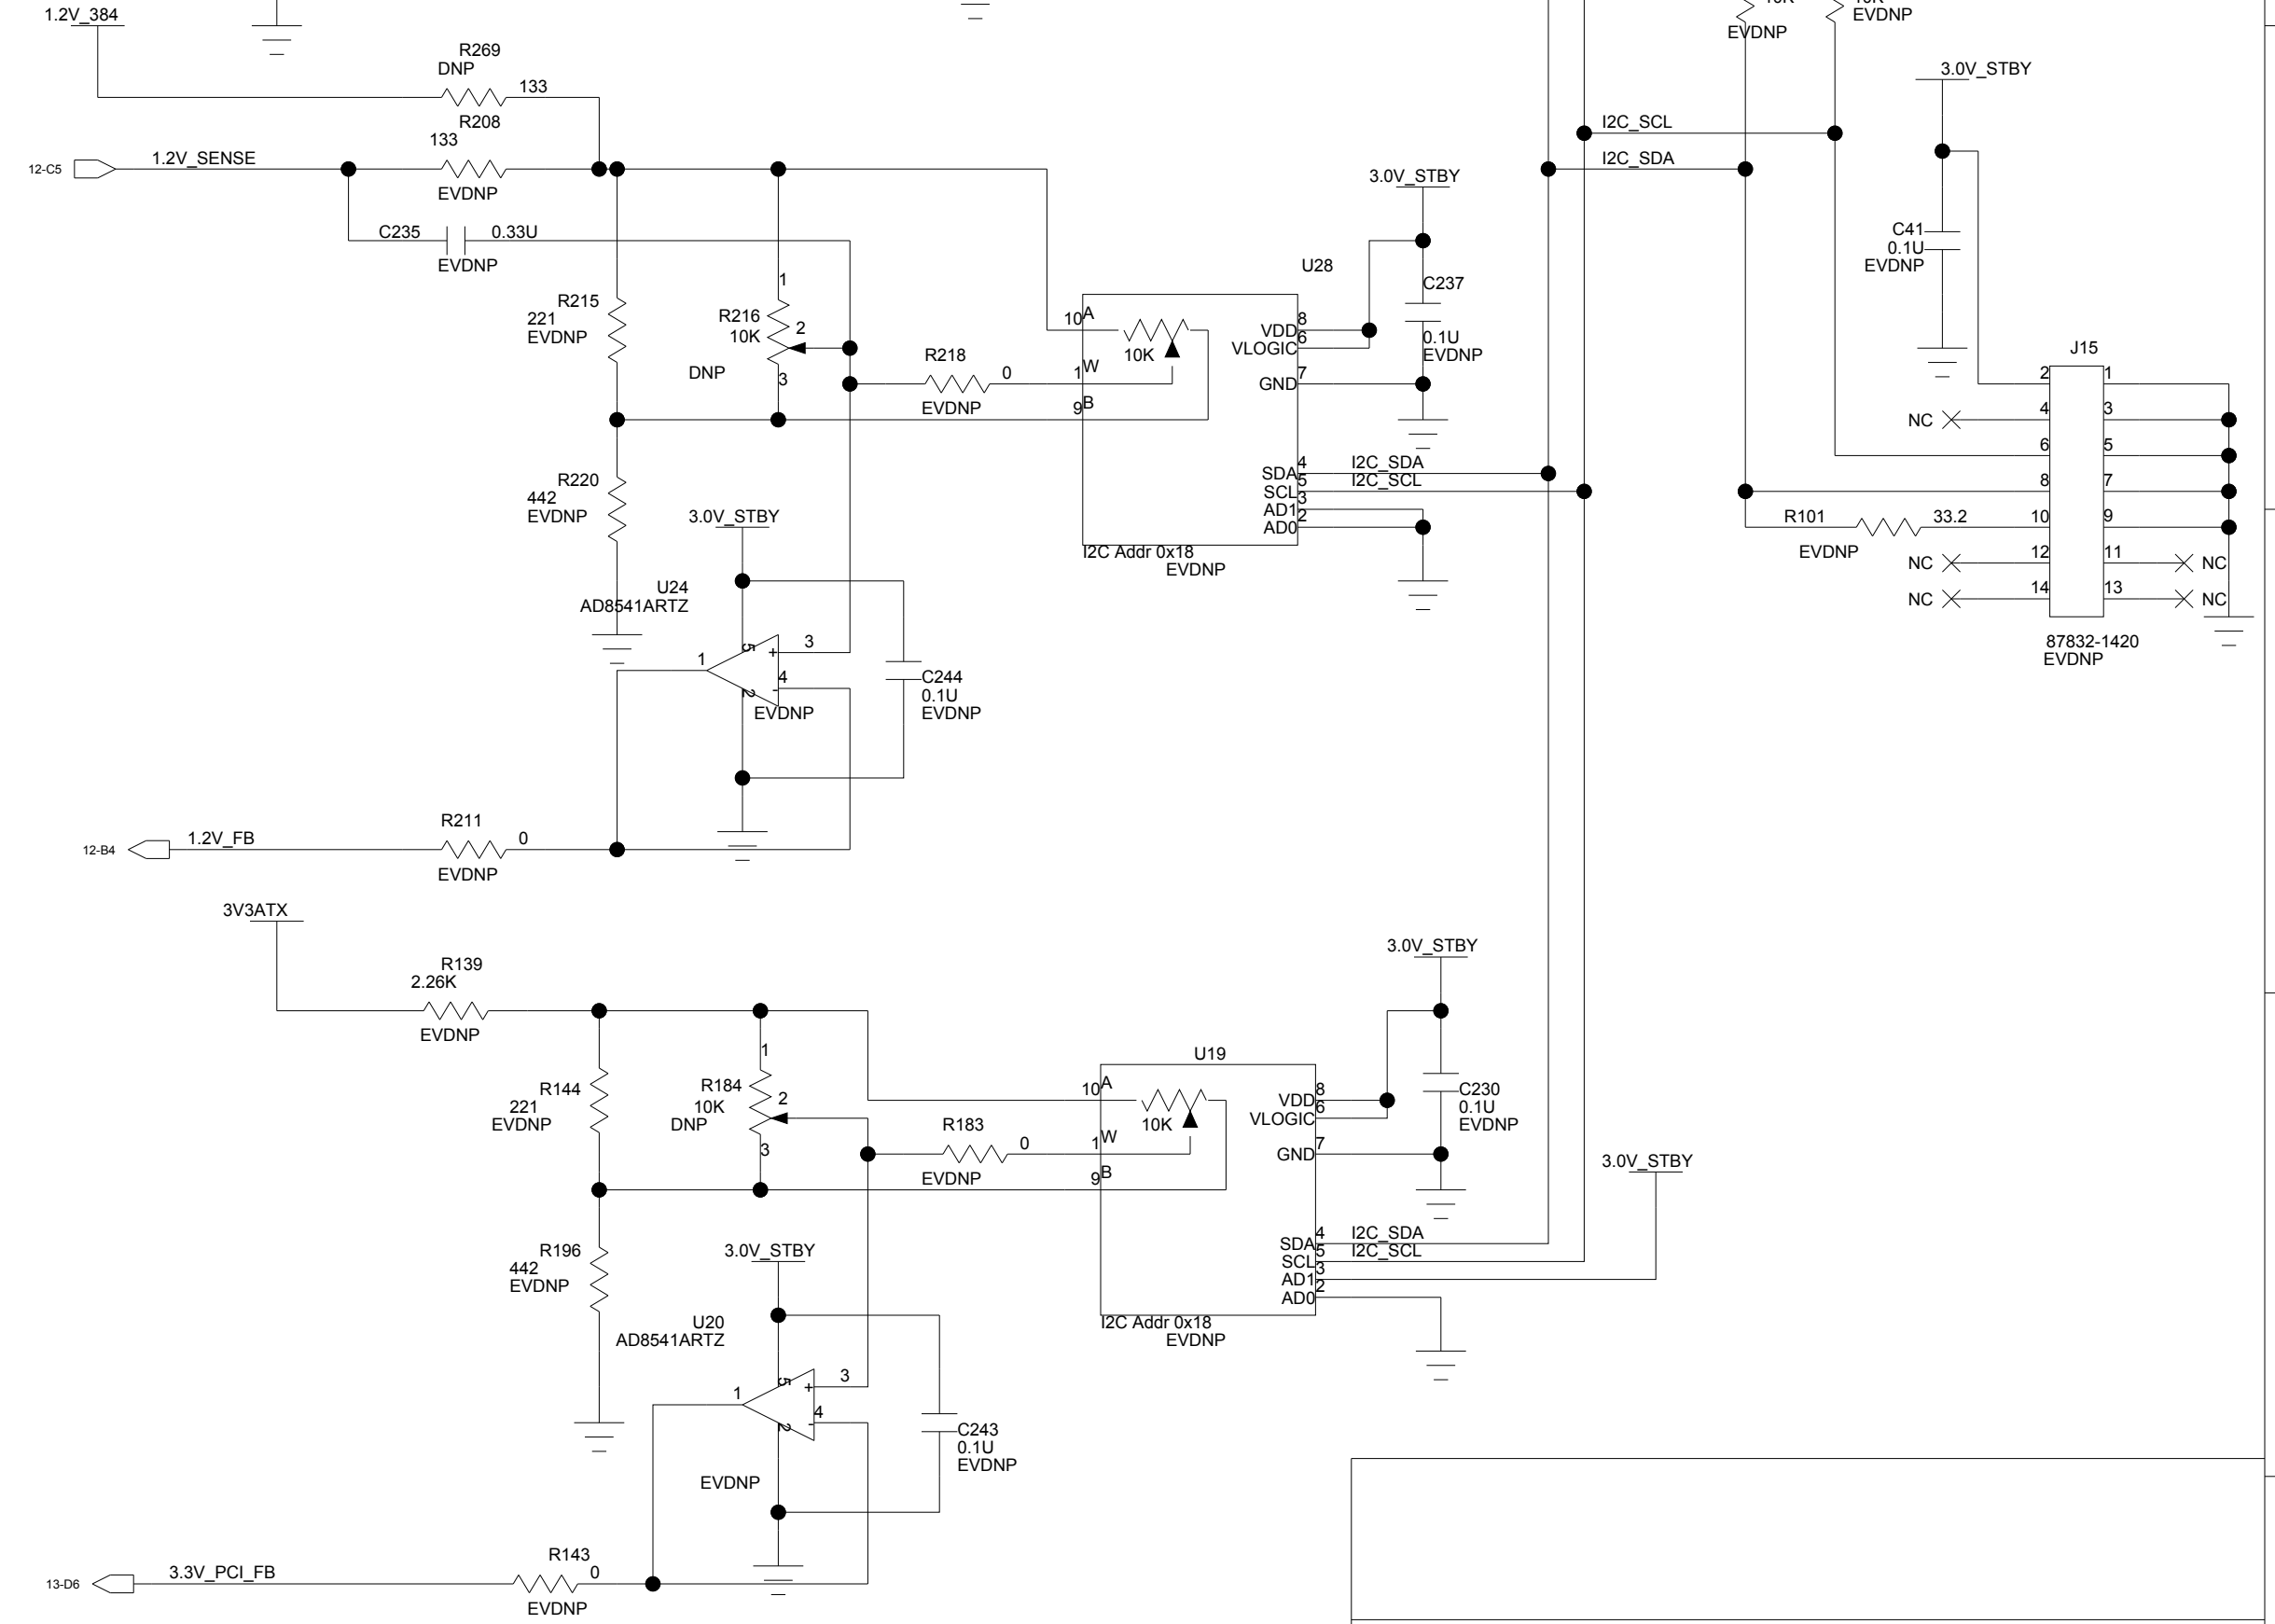 1.2V_384
R269
DNP
133
R208
133
12-C5
1.2V_SENSE
EVDNP
C235
0.33U
EVDNP
R215
221
EVDNP
R216
10K
DNP
1
2
3
R218
0
EVDNP
R220
442
EVDNP
U28
10
A
1
W
9
B
10K
VDD
8
VLOGIC
6
GND
7
SDA
4
SCL
5
AD1
3
AD0
2
I2C Addr 0x18
EVDNP
3.0V_STBY
C237
0.1U
EVDNP
I2C_SDA
I2C_SCL
3.0V_STBY
U24
AD8541ARTZ
5
3
+
1
4
-
2
EVDNP
C244
0.1U
EVDNP
12-B4
1.2V_FB
R211
0
EVDNP
EVDNP
EVDNP
I2C_SCL
I2C_SDA
3.0V_STBY
C41
0.1U
EVDNP
J15
2
1
NC
4
3
6
5
8
7
R101
33.2
EVDNP
10
9
NC
12
11
NC
NC
14
13
NC
87832-1420
EVDNP
3V3ATX
R139
2.26K
EVDNP
R144
221
EVDNP
R184
10K
DNP
1
2
3
R183
0
EVDNP
R196
442
EVDNP
U19
10
A
1
W
9
B
10K
VDD
8
VLOGIC
6
GND
7
SDA
4
SCL
5
AD1
3
AD0
2
I2C Addr 0x18
EVDNP
3.0V_STBY
C230
0.1U
EVDNP
I2C_SDA
I2C_SCL
3.0V_STBY
3.0V_STBY
U20
AD8541ARTZ
5
3
+
1
4
-
2
EVDNP
C243
0.1U
EVDNP
13-D6
3.3V_PCI_FB
R143
0
EVDNP